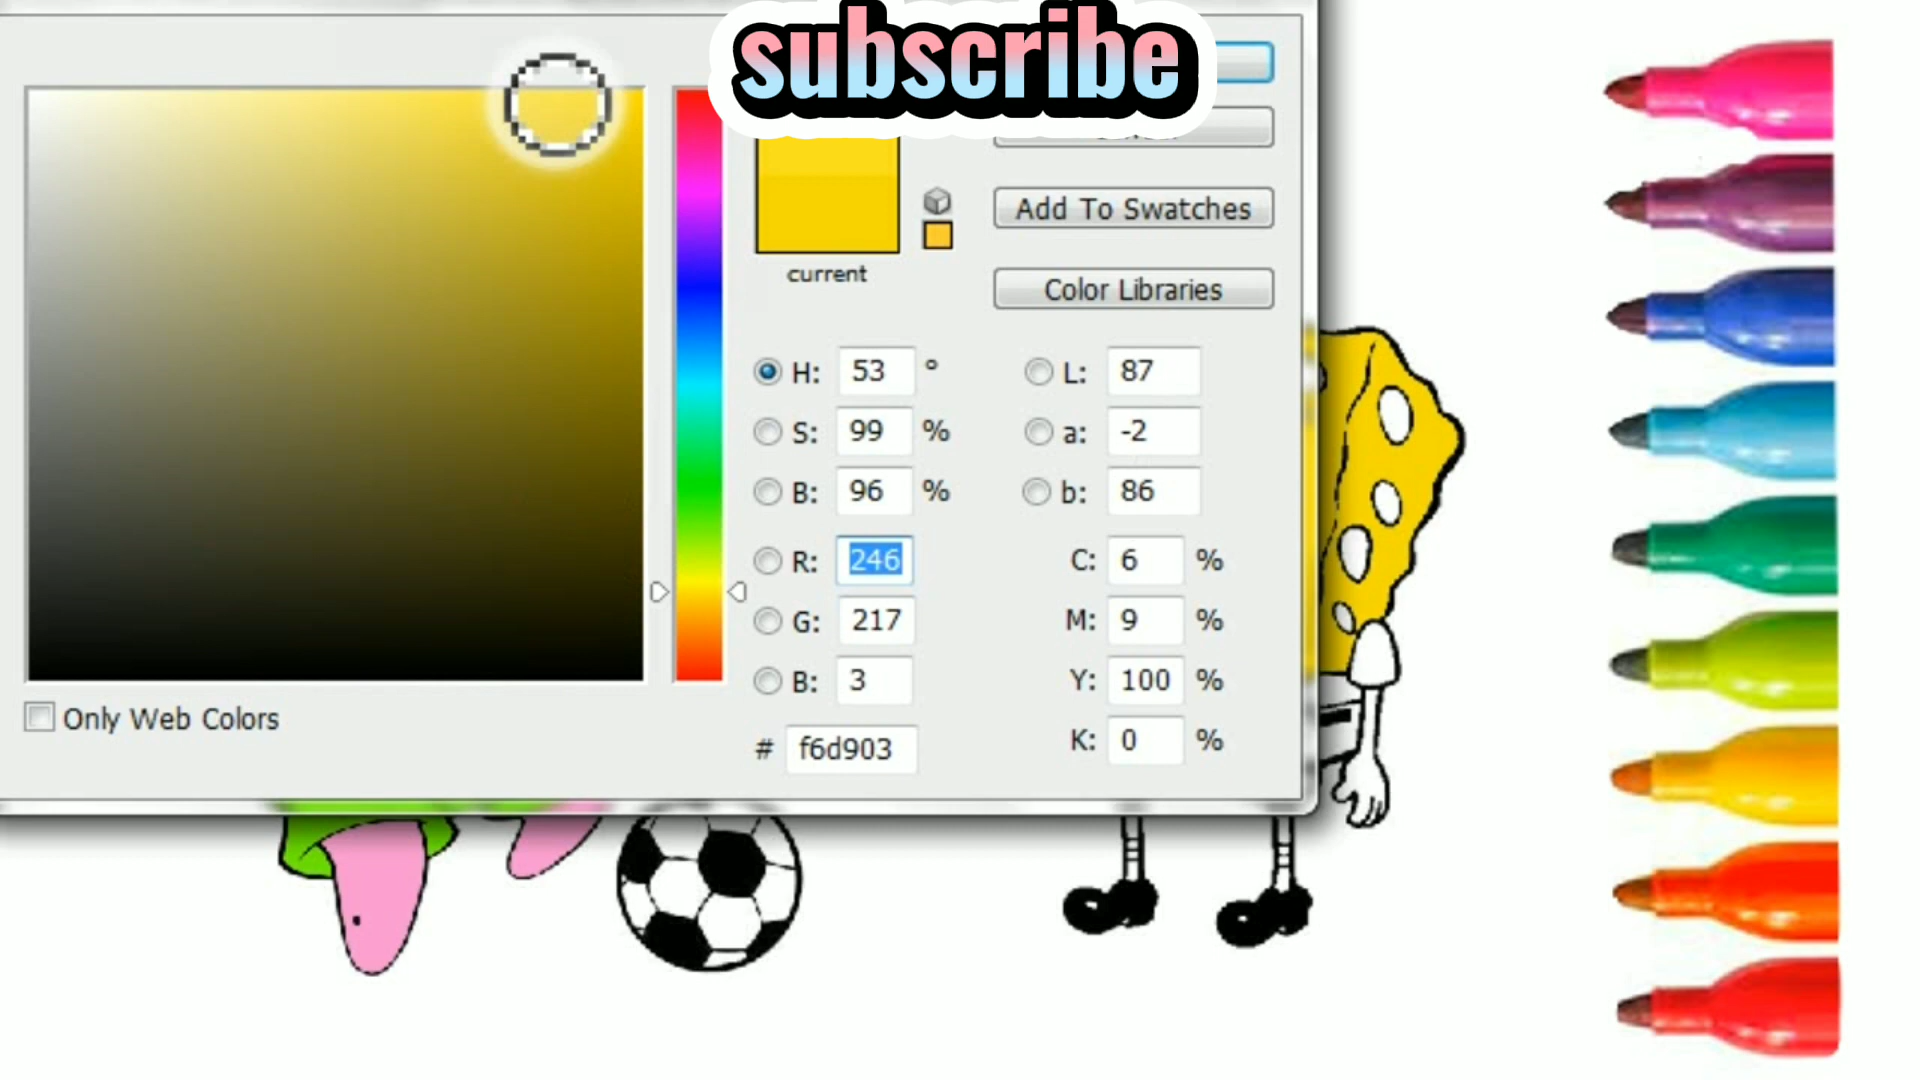 subscribe
Add To Swatches
current
Color Libraries
H: 53 °
L: 87
S: 99 %
a: -2
B: 96 %
b: 86
R: 246
C: 6 %
G: 217
M: 9 %
B: 3
Y: 100 %
Only Web Colors
# f6d903
K: 0 %